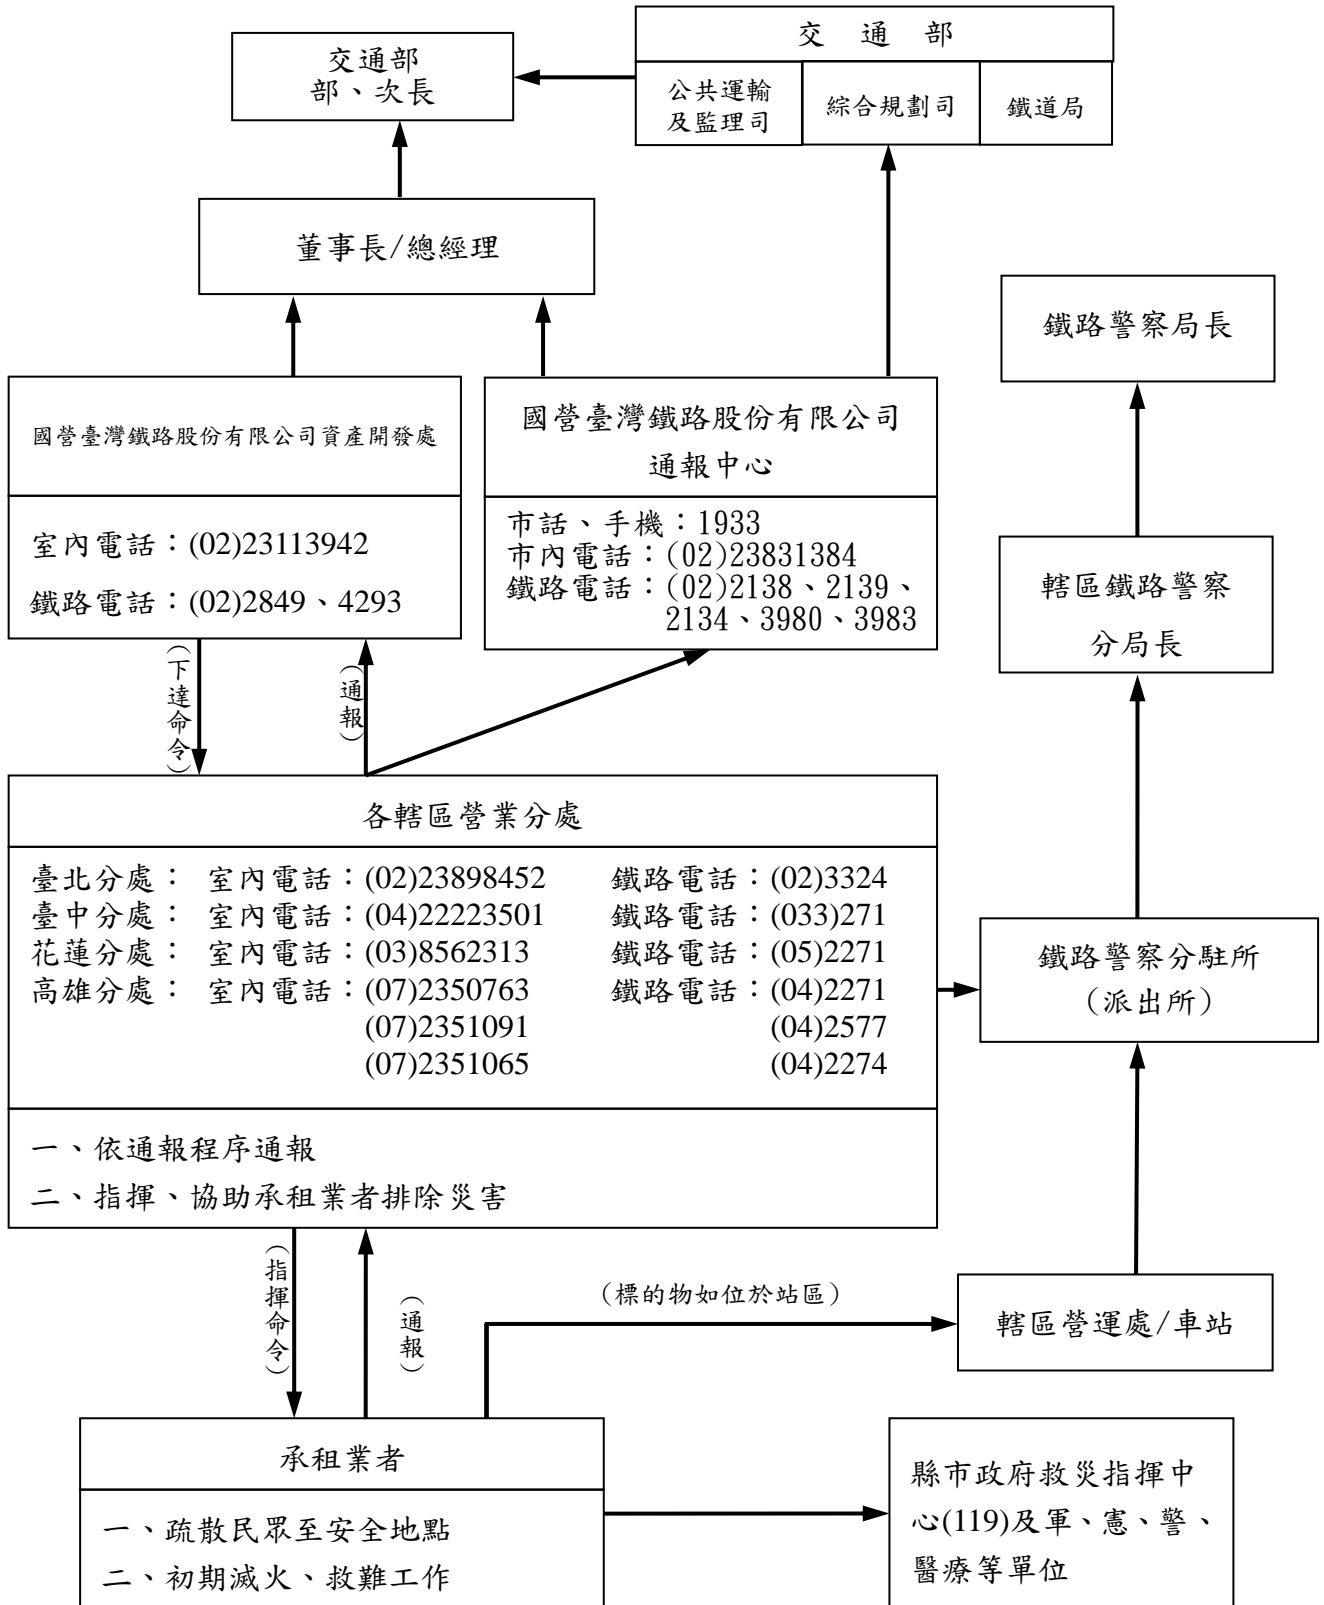 交通部
部、次長
交 通 部
公共運輸
及監理司
綜合規劃司
鐵道局
董事長/總經理
鐵路警察局長
國營臺灣鐵路股份有限公司資產開發處
室內電話：(02)23113942
鐵路電話：(02)2849、4293
國營臺灣鐵路股份有限公司
通報中心
市話、手機：1933
市內電話：(02)23831384
鐵路電話：(02)2138、2139、
2134、3980、3983
轄區鐵路警察
分局長
(下達命令)
(通報)
各轄區營業分處
臺北分處： 室內電話：(02)23898452 鐵路電話：(02)3324
臺中分處： 室內電話：(04)22223501 鐵路電話：(033)271
花蓮分處： 室內電話：(03)8562313 鐵路電話：(05)2271
高雄分處： 室內電話：(07)2350763 鐵路電話：(04)2271
(07)2351091 (04)2577
(07)2351065 (04)2274
一、依通報程序通報
二、指揮、協助承租業者排除災害
鐵路警察分駐所
（派出所）
(指揮命令)
(通報)
（標的物如位於站區）
轄區營運處/車站
承租業者
一、疏散民眾至安全地點
二、初期滅火、救難工作
縣市政府救災指揮中
心(119)及軍、憲、警、
醫療等單位